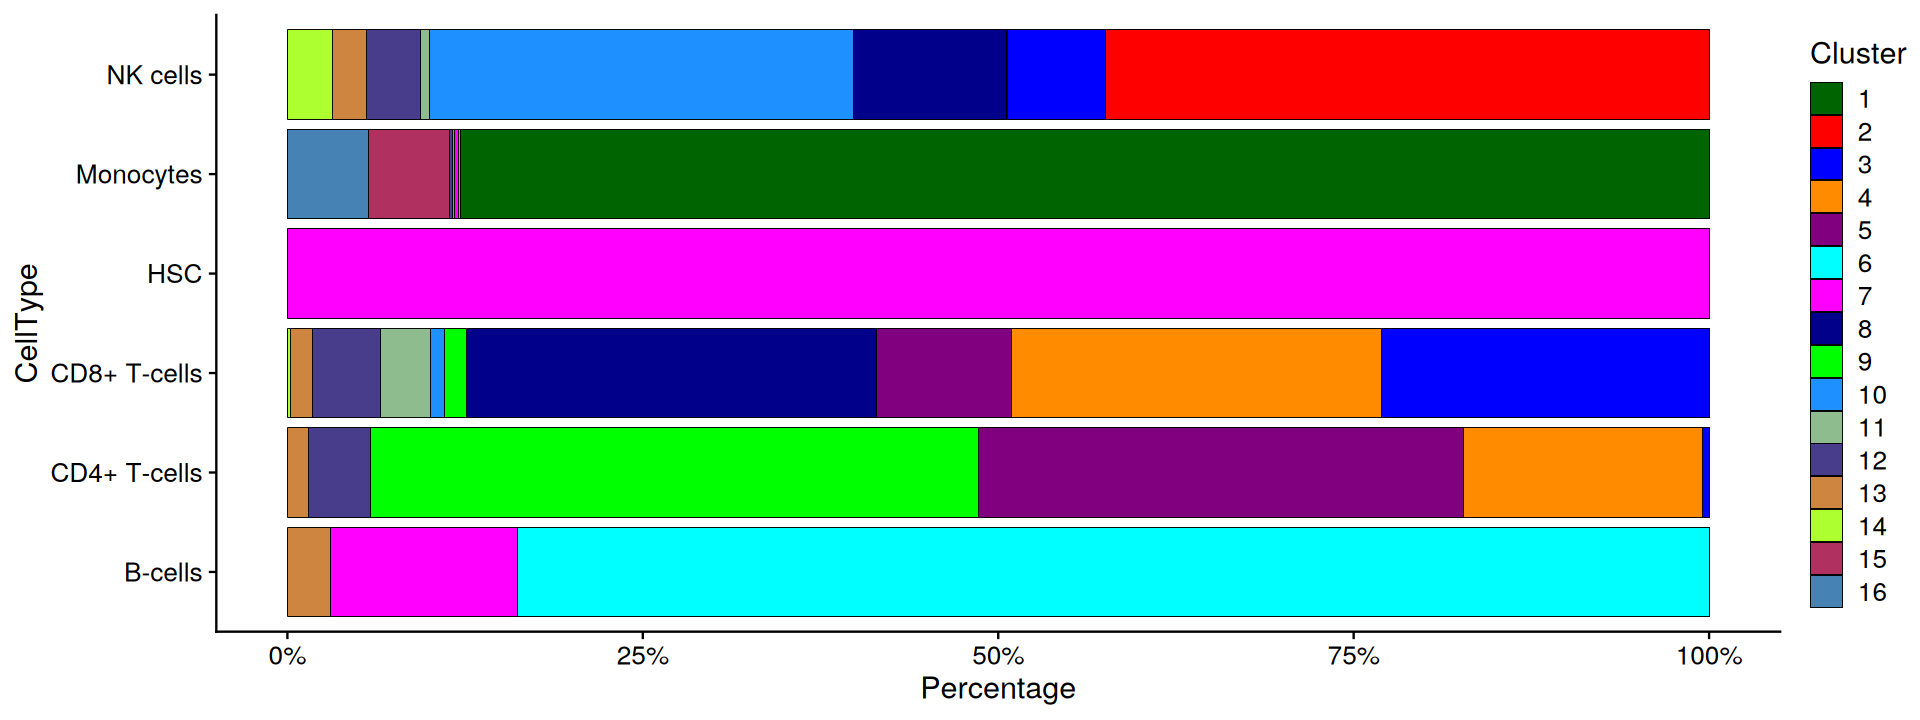 CellType
NK cells
Monocytes
HSC
CD8+ T-cells
CD4+ T-cells
B-cells
0% 25% 50% 75% 100%
Percentage
Cluster
1
2
3
4
5
6
7
8
9
10
11
12
13
14
15
16